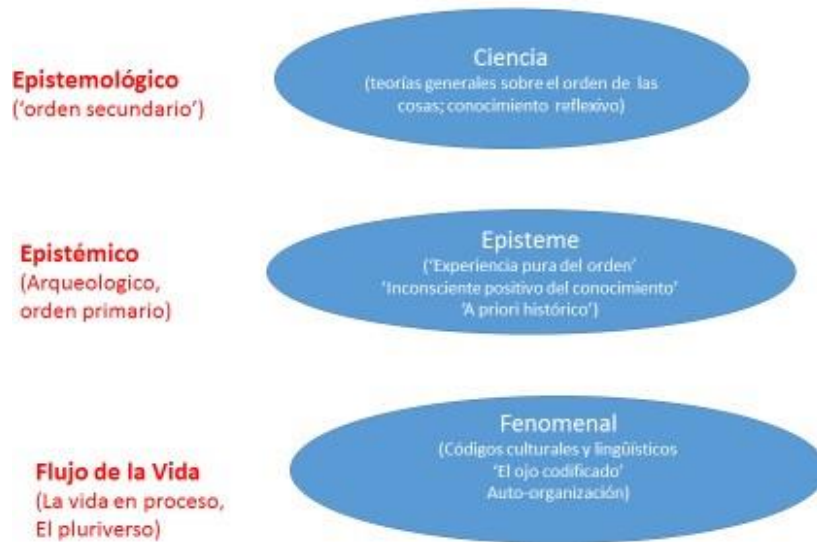 Epistemológico
('orden secundario')
Ciencia
(teorías generales sobre el orden de las
cosas; conocimiento reflexivo)
Epistémico
(Arqueologico,
orden primario)
Episteme
('Experiencia pura del orden'
'Inconsciente positivo del conocimiento'
'A priori histórico')
Flujo de la Vida
(La vida en proceso,
El pluriverso)
Fenomenal
(Códigos culturales y lingüísticos
'El ojo codificado'
Auto-organización)